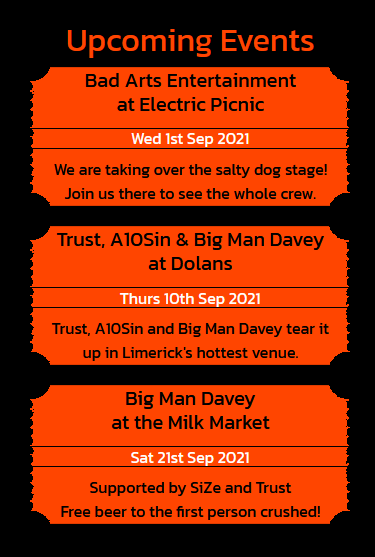 Upcoming Events
Bad Arts Entertainment
at Electric Picnic
Wed 1st Sep 2021
We are taking over the salty dog stage!
Join us there to see the whole crew.
Trust, A10Sin & Big Man Davey
at Dolans
Thurs 10th Sep 2021
Trust, A10Sin and Big Man Davey tear it
up in Limerick's hottest venue.
Big Man Davey
at the Milk Market
Sat 21st Sep 2021
Supported by SiZe and Trust
Free beer to the first person crushed!